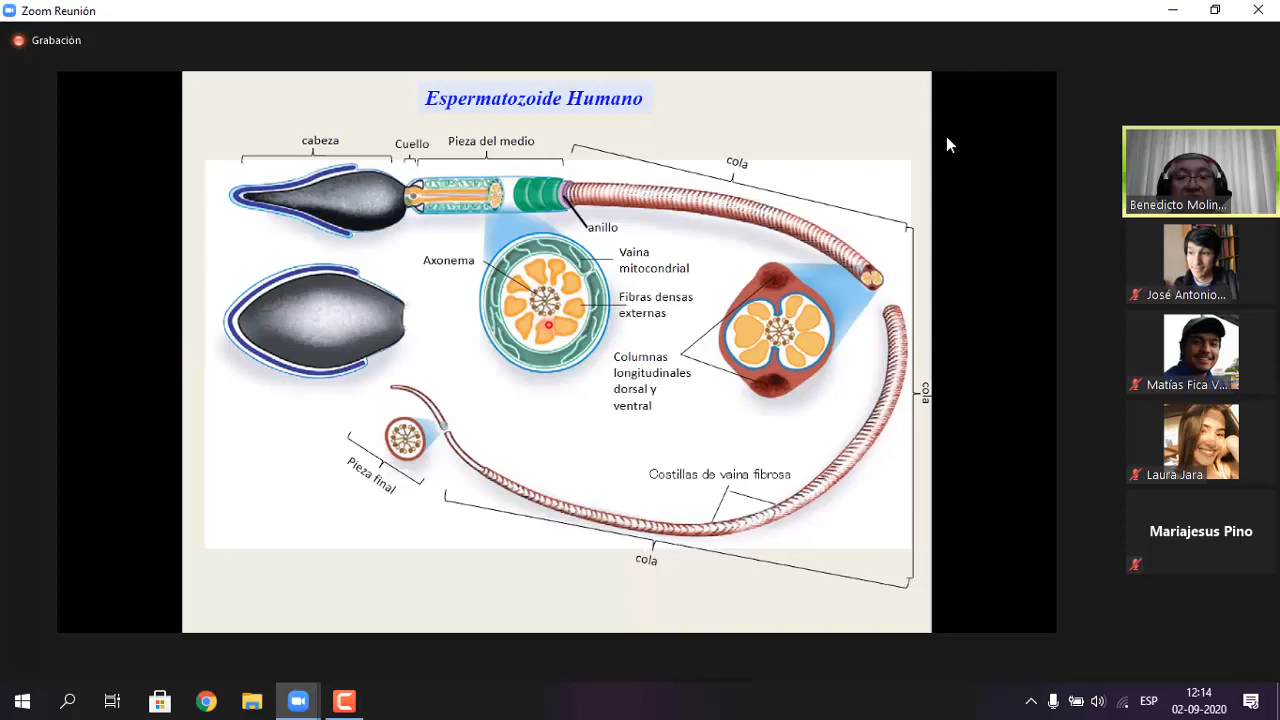 Zoom Reunión
Grabación
Espermatozoide Humano
cabeza
Cuello
Pieza del medio
cola
anillo
Axonema
Vaina
mitocondrial
Fibras densas
externas
Columnas
longitudinales
dorsal y
ventral
cola
Pieza final
Costillas de vaina fibrosa
cola
Benedicto Molin...
José Antonio...
Matías Fica V...
Laura Jara
Mariajesus Pino
ESP
12:14
02-09-2020